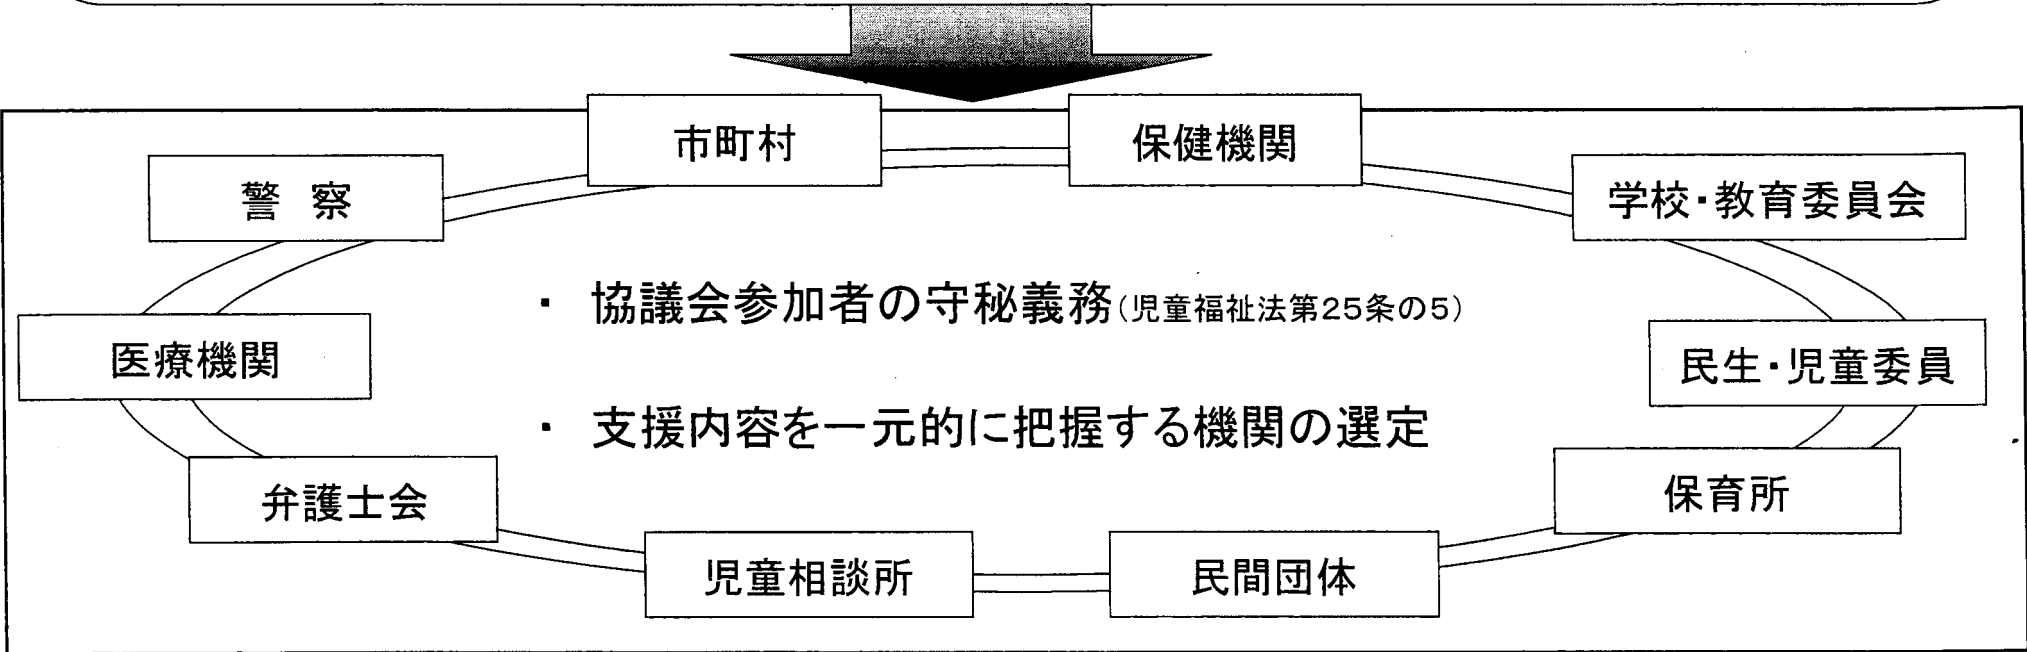 市町村
保健機関
警　察
学校・教育委員会
・ 協議会参加者の守秘義務(児童福祉法第25条の5)
医療機関
民生・児童委員
・ 支援内容を一元的に把握する機関の選定
弁護士会
保育所
児童相談所
民間団体